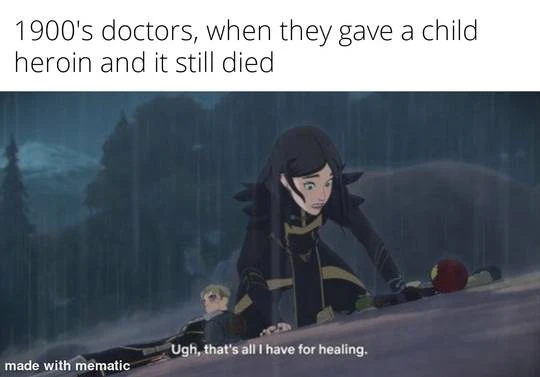 1900's doctors, when they gave a child
heroin and it still died
Ugh, that's all I have for healing.
made with mematic